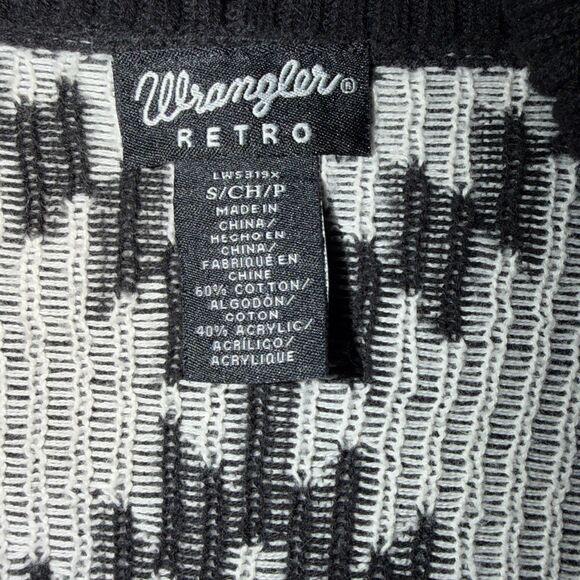 Wrangler®
RETRO
LWS319X
S/CH/P
MADE IN
CHINA/
HECHO EN
CHINA/
FABRIQUÉ EN
CHINE
60% COTTON/
ALGODÓN/
COTON
40% ACRYLIC/
ACRÍLICO/
ACRYLIQUE